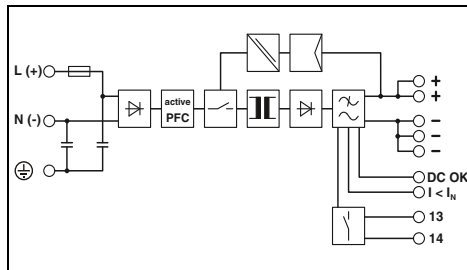 L (+)
+
+
active
PFC
N (-)
–
–
–
DC OK
I < IN
13
14